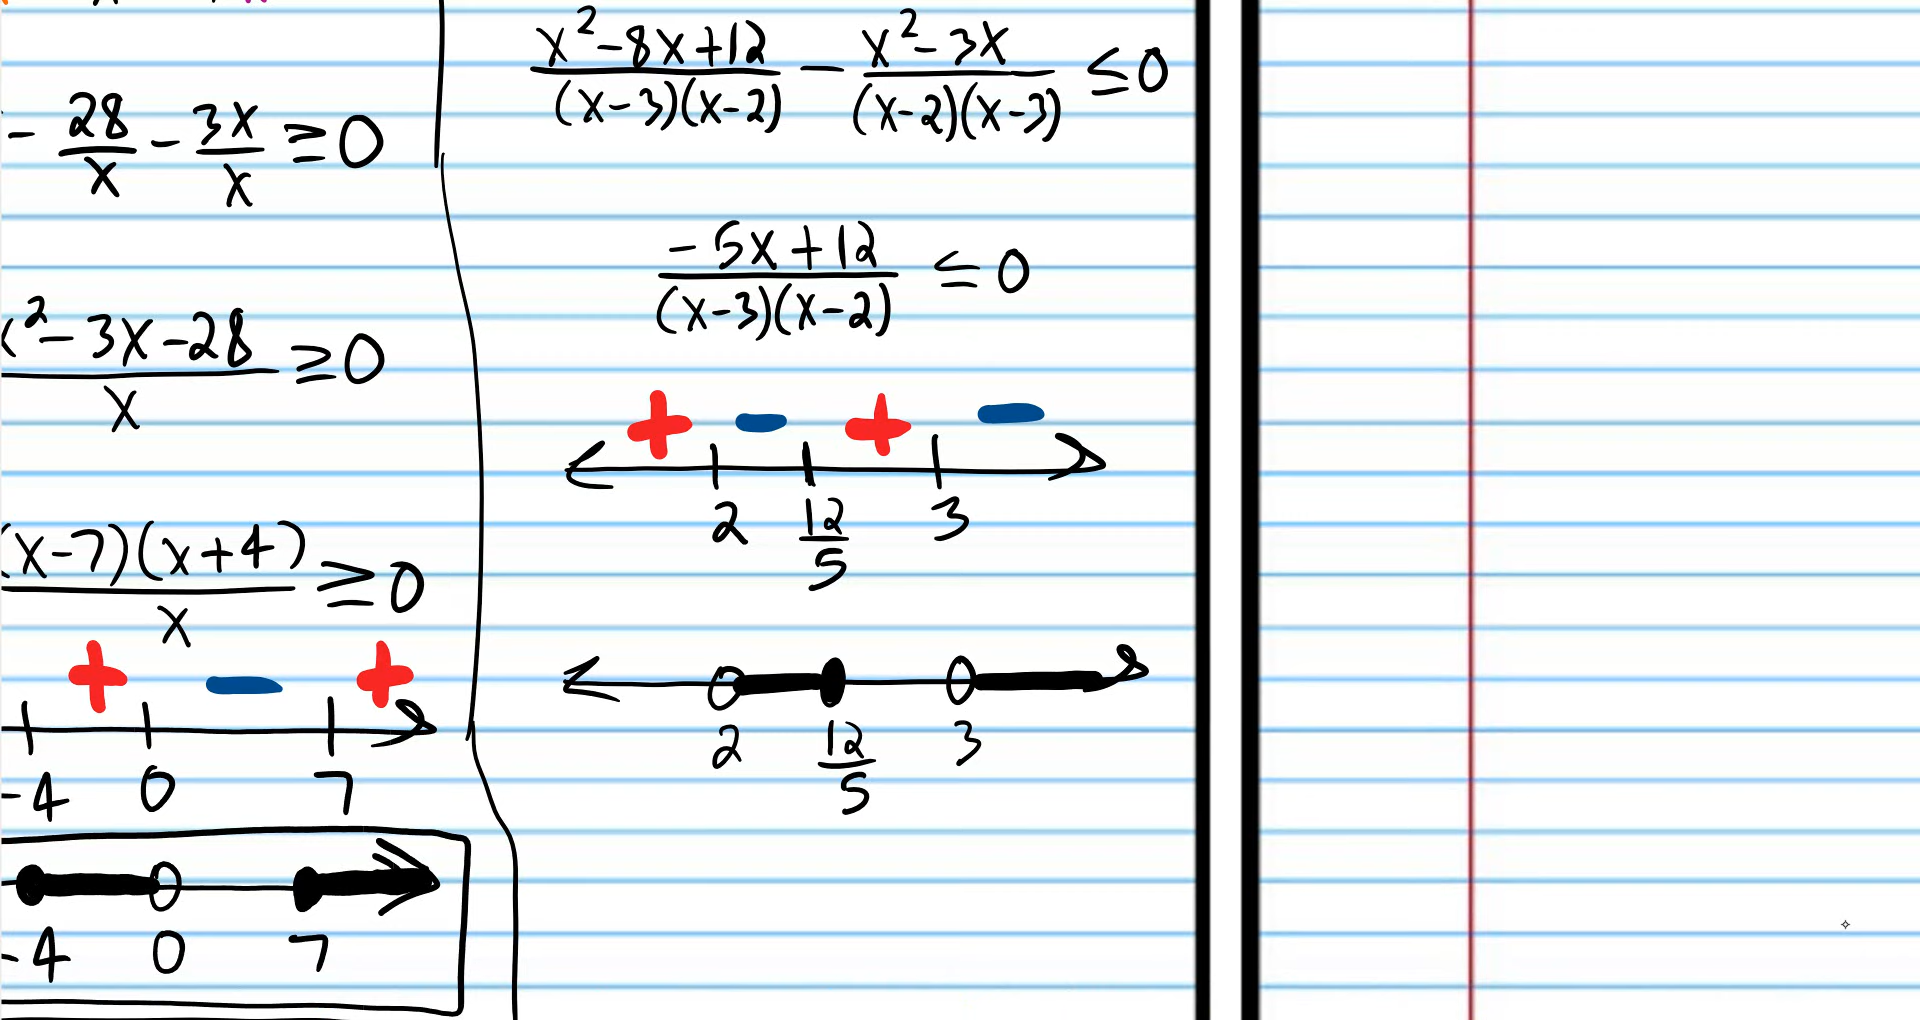 - 28/x - 3x/x ≥ 0
x² - 3x - 28 / x ≥ 0
(x-7)(x+4) / x ≥ 0
+ - +
-4 0 7
-4 0 7
x² - 8x + 12 / (x-3)(x-2) - x² - 3x / (x-2)(x-3) ≤ 0
-5x + 12 / (x-3)(x-2) ≤ 0
+ - + -
2 12/5 3
2 12/5 3